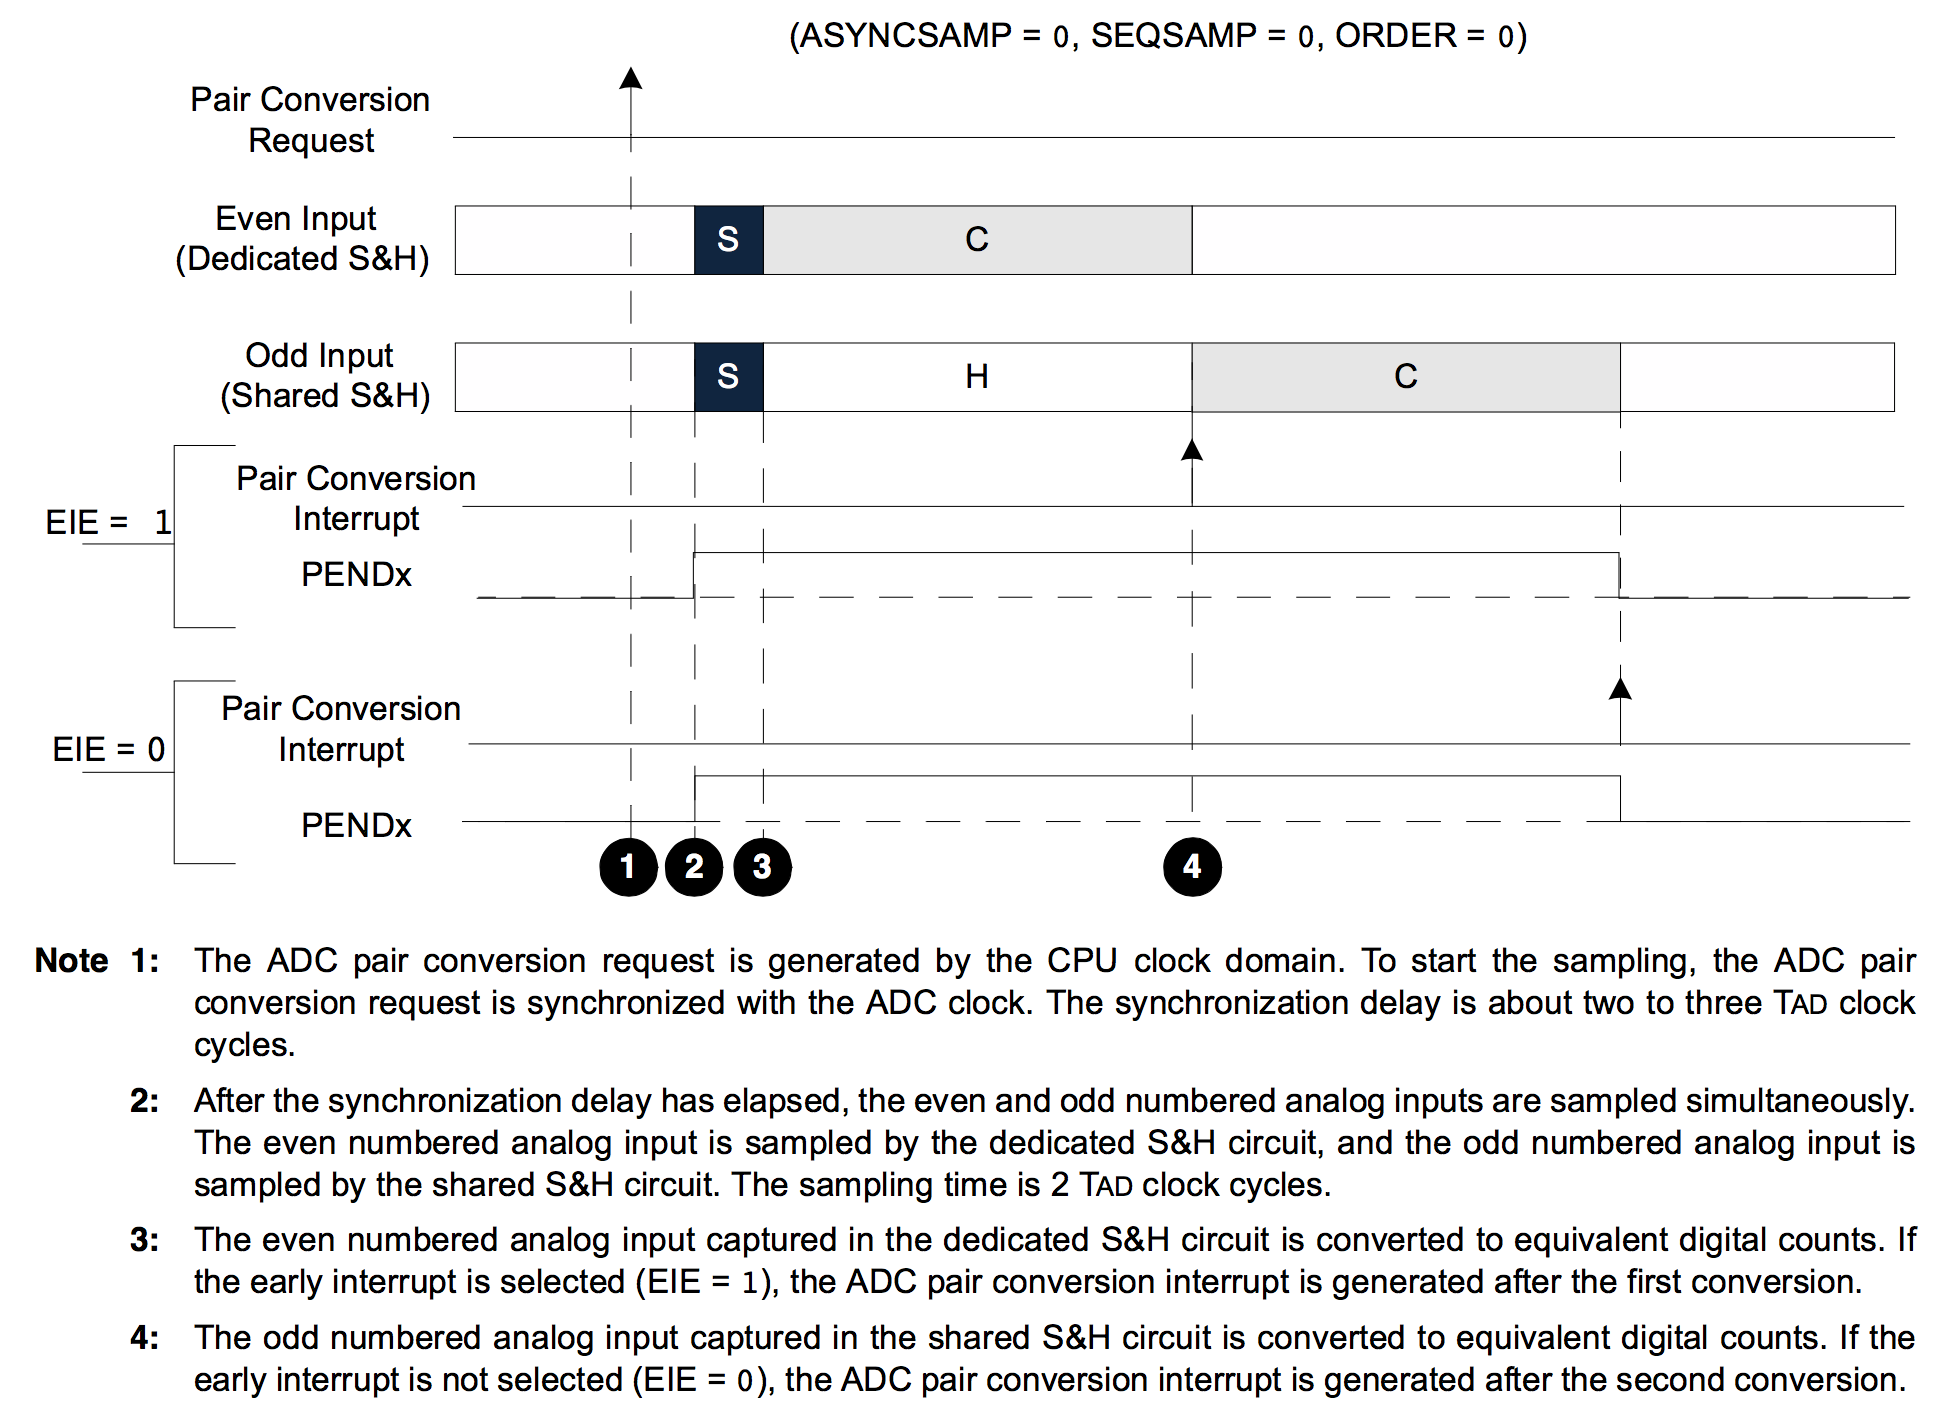 (ASYNCSAMP = 0, SEQSAMP = 0, ORDER = 0)
Pair Conversion
Request
Even Input
(Dedicated S&H)
S
C
Odd Input
(Shared S&H)
S
H
C
EIE = 1
Pair Conversion
Interrupt
PENDx
EIE = 0
Pair Conversion
Interrupt
PENDx
1 2 3 4
Note 1: The ADC pair conversion request is generated by the CPU clock domain. To start the sampling, the ADC pair
conversion request is synchronized with the ADC clock. The synchronization delay is about two to three TAD clock
cycles.
2: After the synchronization delay has elapsed, the even and odd numbered analog inputs are sampled simultaneously.
The even numbered analog input is sampled by the dedicated S&H circuit, and the odd numbered analog input is
sampled by the shared S&H circuit. The sampling time is 2 TAD clock cycles.
3: The even numbered analog input captured in the dedicated S&H circuit is converted to equivalent digital counts. If
the early interrupt is selected (EIE = 1), the ADC pair conversion interrupt is generated after the first conversion.
4: The odd numbered analog input captured in the shared S&H circuit is converted to equivalent digital counts. If the
early interrupt is not selected (EIE = 0), the ADC pair conversion interrupt is generated after the second conversion.